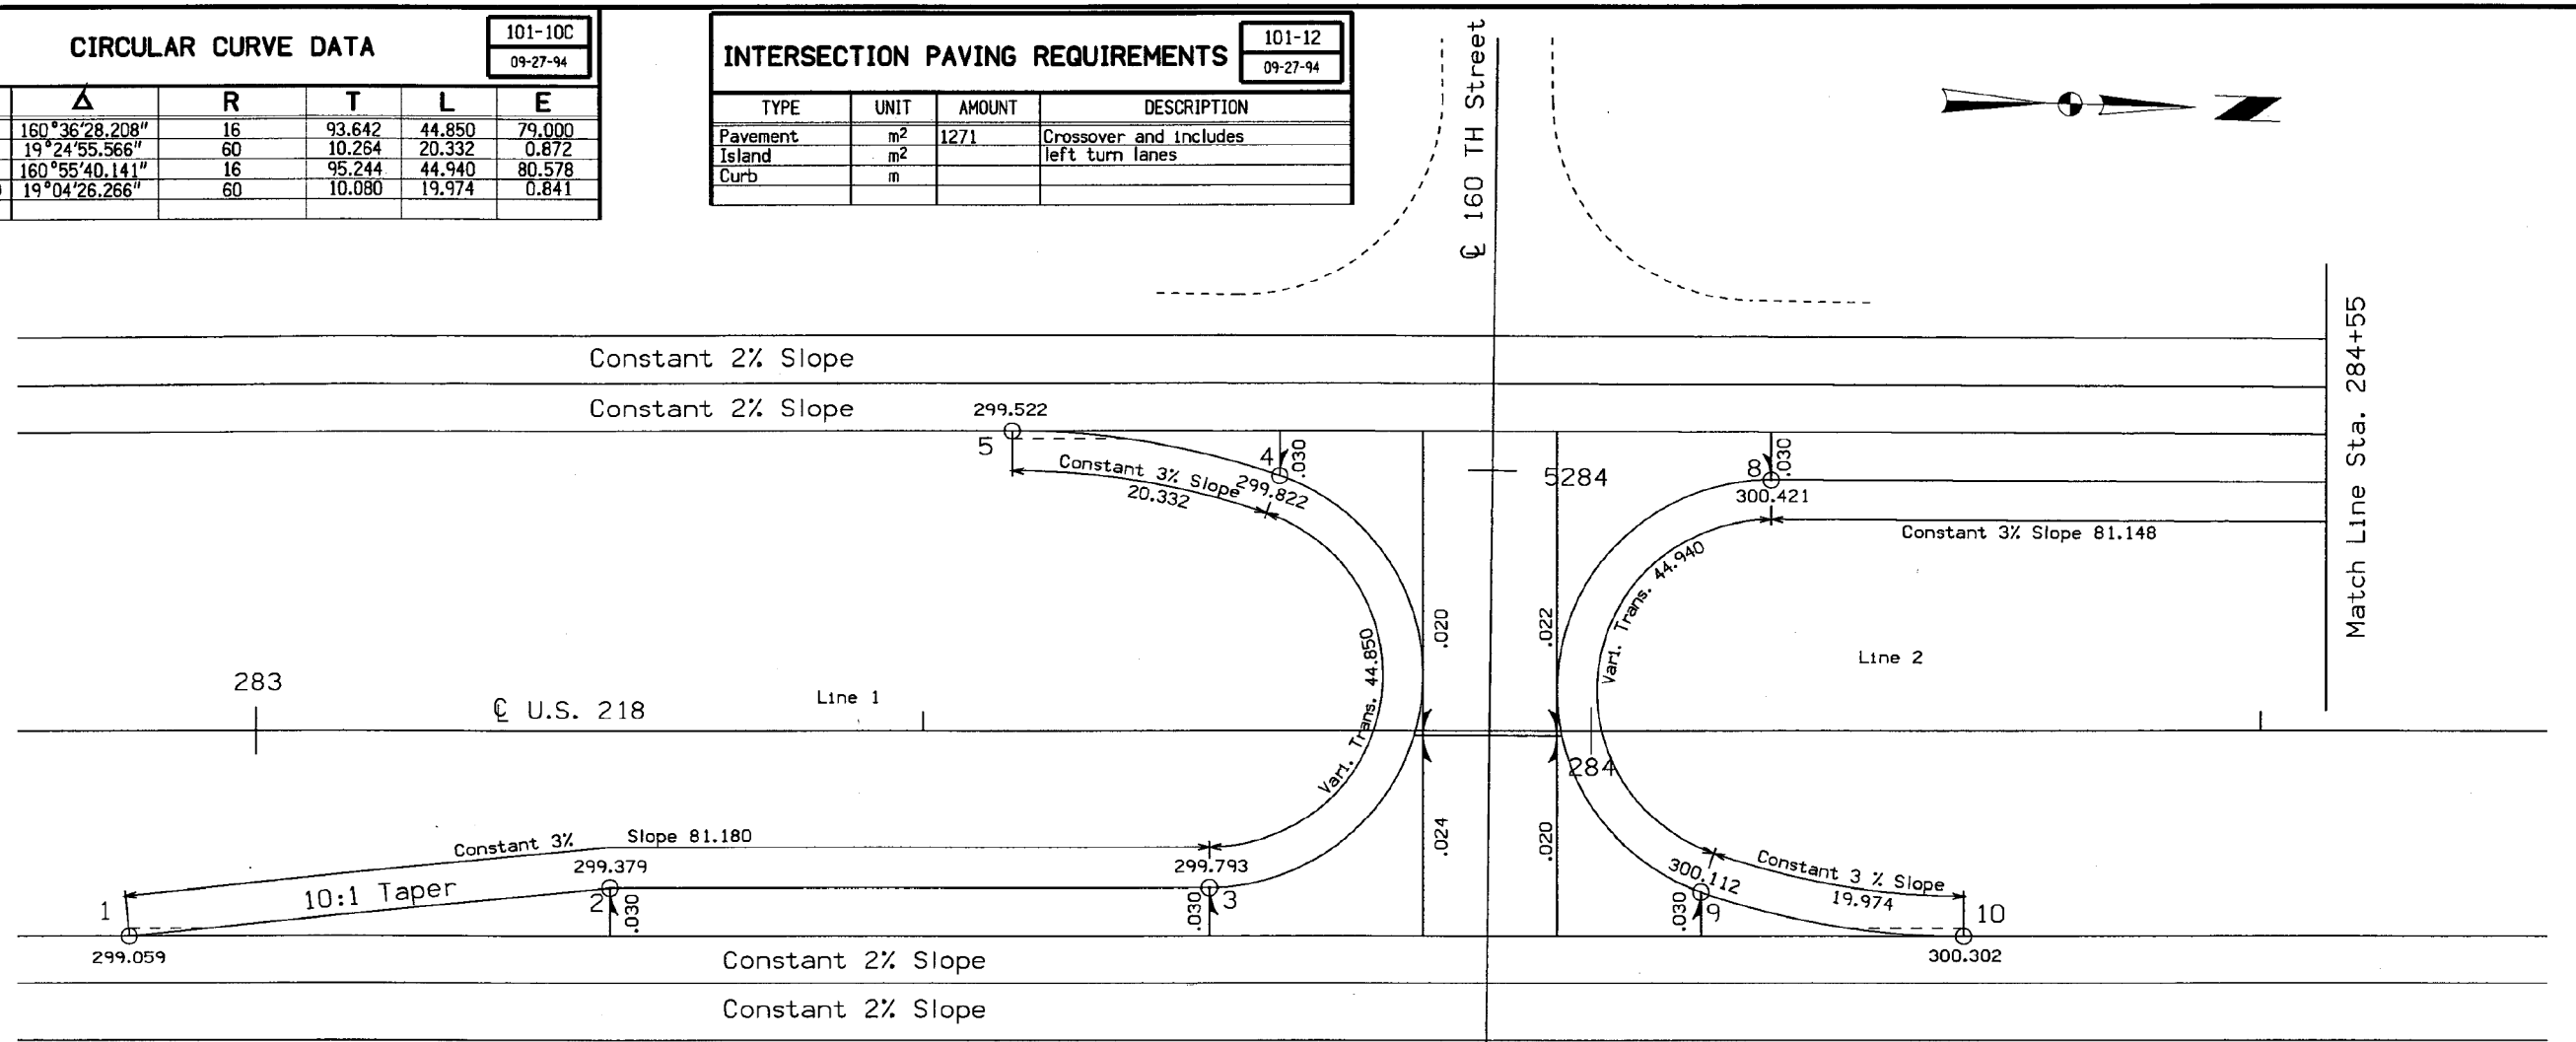 CIRCULAR CURVE DATA
101-10C
09-27-94
Δ R T L E
160°36'28.208" 16 93.642 44.850 79.000
19°24'55.566" 60 10.264 20.332 0.872
160°55'40.141" 16 95.244 44.940 80.578
19°04'26.266" 60 10.080 19.974 0.841
INTERSECTION PAVING REQUIREMENTS
101-12
09-27-94
TYPE UNIT AMOUNT DESCRIPTION
Pavement m² 1271 Crossover and includes
Island m² left turn lanes
Curb m
℄ 160 TH Street
Match Line Sta. 284+55
Constant 2% Slope
Constant 2% Slope
299.522
5
4
.030
Constant 3% Slope
299.822
20.332
5284
8
.030
300.421
Constant 3% Slope 81.148
Vari. Trans. 44.940
.020
.022
Vari. Trans. 44.850
Line 2
283
℄ U.S. 218
Line 1
284
Constant 3% Slope 81.180
299.379
299.793
10:1 Taper
1
2
.030
.030
3
.024
.020
300.112
Constant 3 % Slope
19.974
.030
9
10
299.059
300.302
Constant 2% Slope
Constant 2% Slope